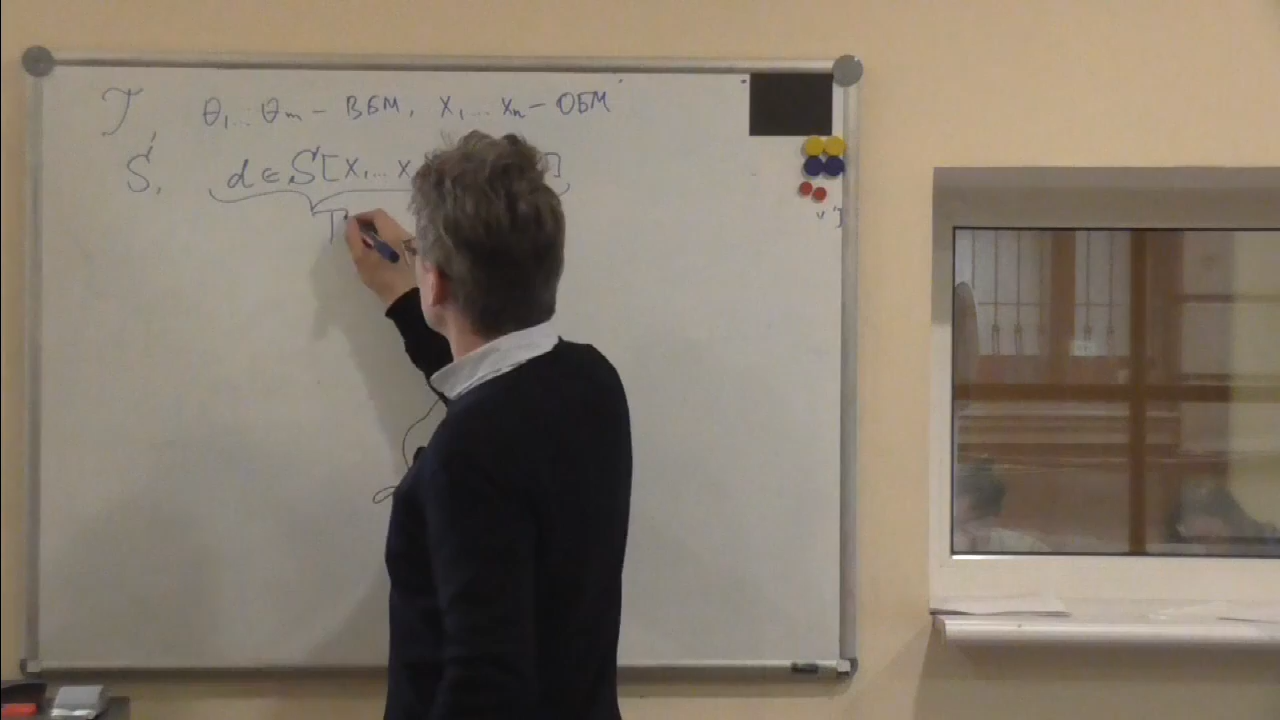 𝒯, θ₁...θₘ – ВБМ, x₁...xₙ – ОБМ
S, d ∈ S[x₁...x ]
T